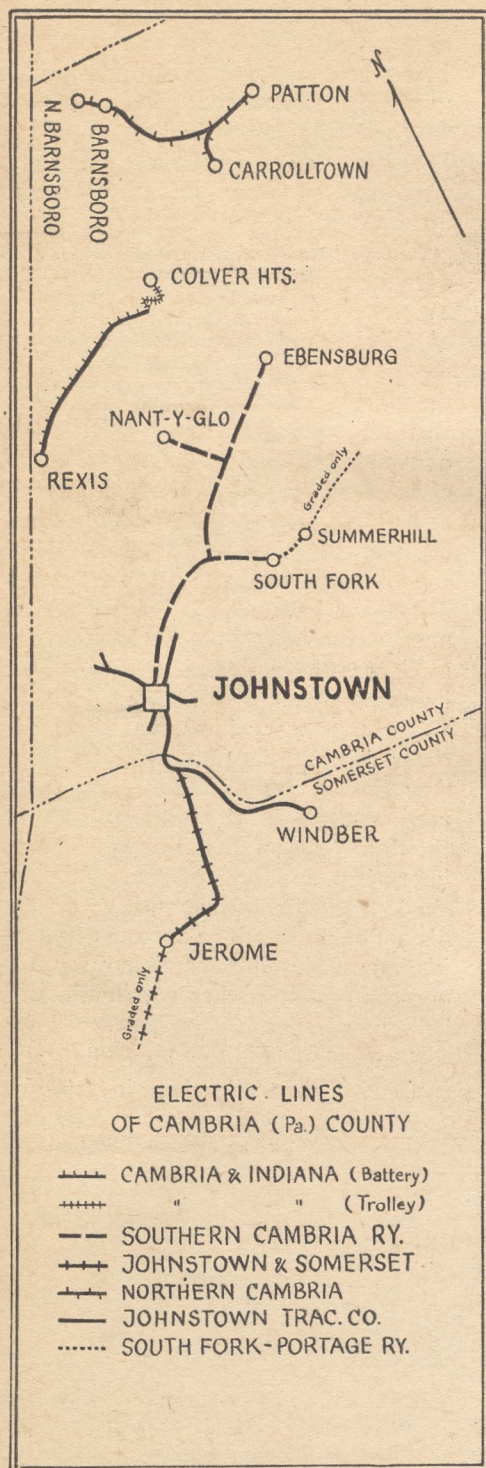 N
PATTON
N. BARNSBORO
BARNSBORO
CARROLLTOWN
COLVER HTS.
EBENSBURG
NANT-Y-GLO
REXIS
Graded only
SUMMERHILL
SOUTH FORK
JOHNSTOWN
CAMBRIA COUNTY
SOMERSET COUNTY
WINDBER
JEROME
Graded only
ELECTRIC LINES
OF CAMBRIA (Pa.) COUNTY
CAMBRIA & INDIANA (Battery)
" " (Trolley)
SOUTHERN CAMBRIA RY.
JOHNSTOWN & SOMERSET
NORTHERN CAMBRIA
JOHNSTOWN TRAC. CO.
SOUTH FORK-PORTAGE RY.